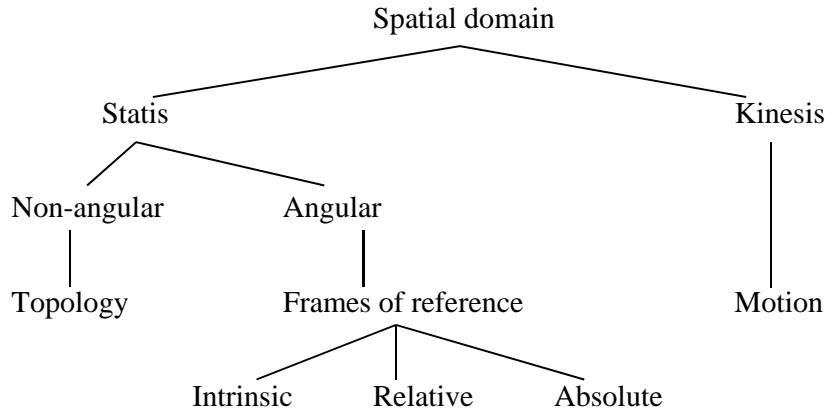 Spatial domain
Statis Kinesis
Non-angular Angular
Topology Frames of reference Motion
Intrinsic Relative Absolute